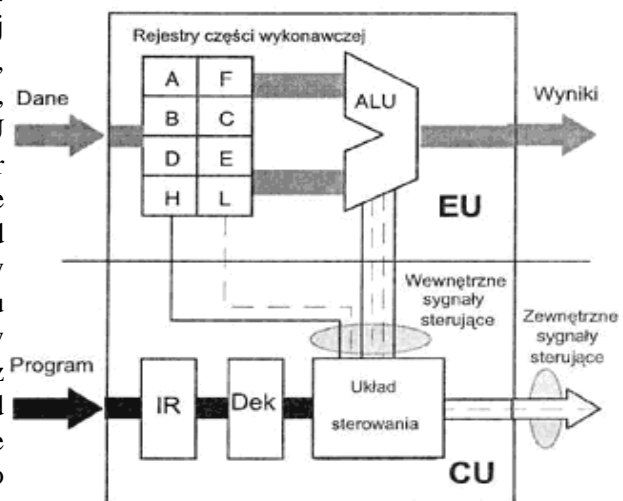 Rejestry części wykonawczej
A F
B C
D E
H L
ALU
Dane
Wyniki
EU
Wewnętrzne
sygnały
sterujące
Zewnętrzne
sygnały
sterujące
Program
IR
Dek
Układ
sterowania
CU